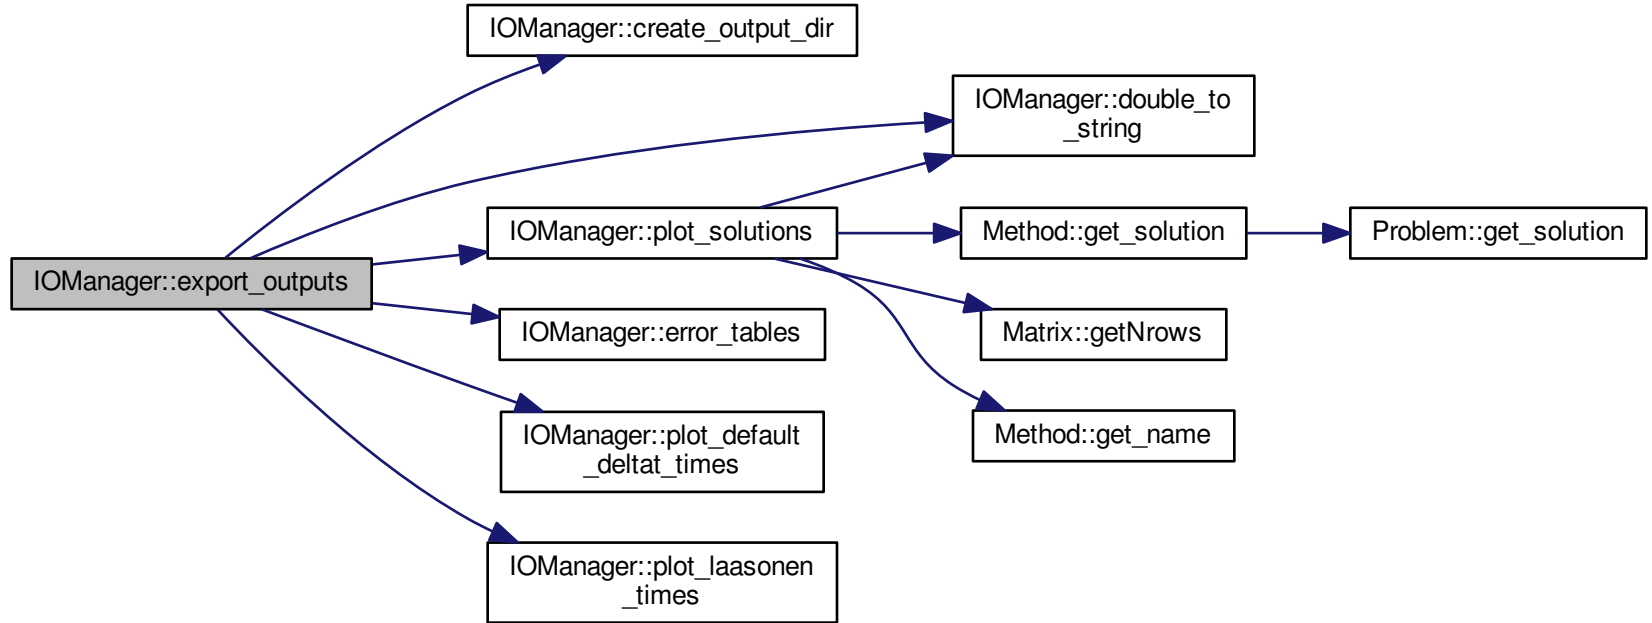 IOManager::create_output_dir
IOManager::double_to
_string
IOManager::plot_solutions
Method::get_solution
Problem::get_solution
IOManager::export_outputs
IOManager::error_tables
Matrix::getNrows
IOManager::plot_default
_deltat_times
Method::get_name
IOManager::plot_laasonen
_times